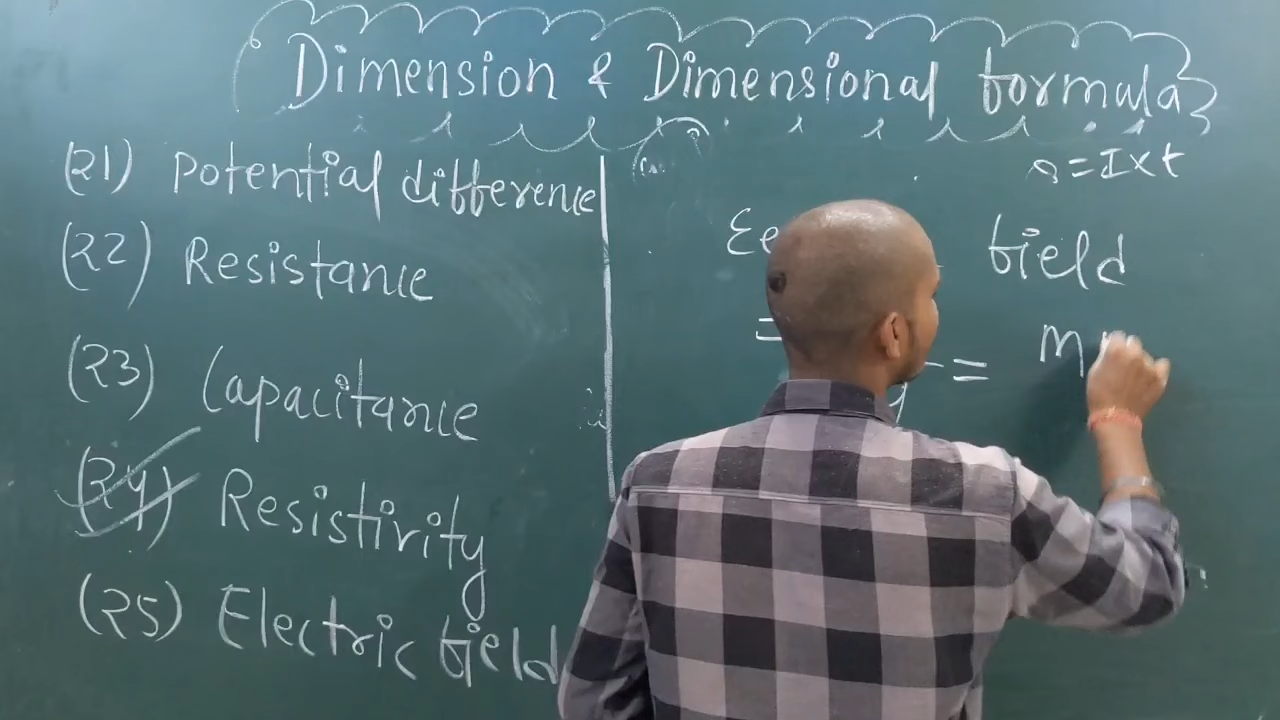 Dimension & Dimensional formula
(21) Potential difference
(22) Resistance
(23) Capacitance
(24) Resistivity
(25) Electric field
= I x t
field
=
= M